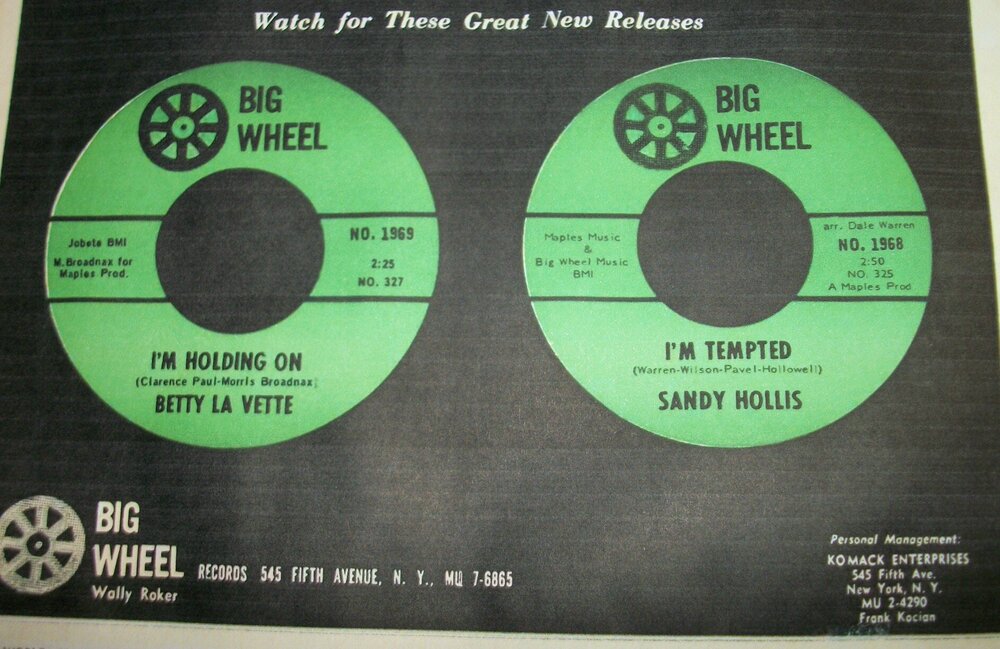 Watch for These Great New Releases
BIG
WHEEL
Jobete BMI
M.Broadnax for
Maples Prod.
NO. 1969
2:25
NO. 327
I'M HOLDING ON
(Clarence Paul-Morris Broadnax)
BETTY LA VETTE
BIG
WHEEL
Maples Music
&
Big Wheel Music
BMI
arr. Dale Warren
NO. 1968
2:50
NO. 325
A Maples Prod
I'M TEMPTED
(Warren-Wilson-Pavel-Hollowell)
SANDY HOLLIS
BIG
WHEEL RECORDS 545 FIFTH AVENUE, N. Y., MU 7-6865
Wally Roker
Personal Management:
KOMACK ENTERPRISES
545 Fifth Ave.
New York, N. Y.
MU 2-4290
Frank Kocian